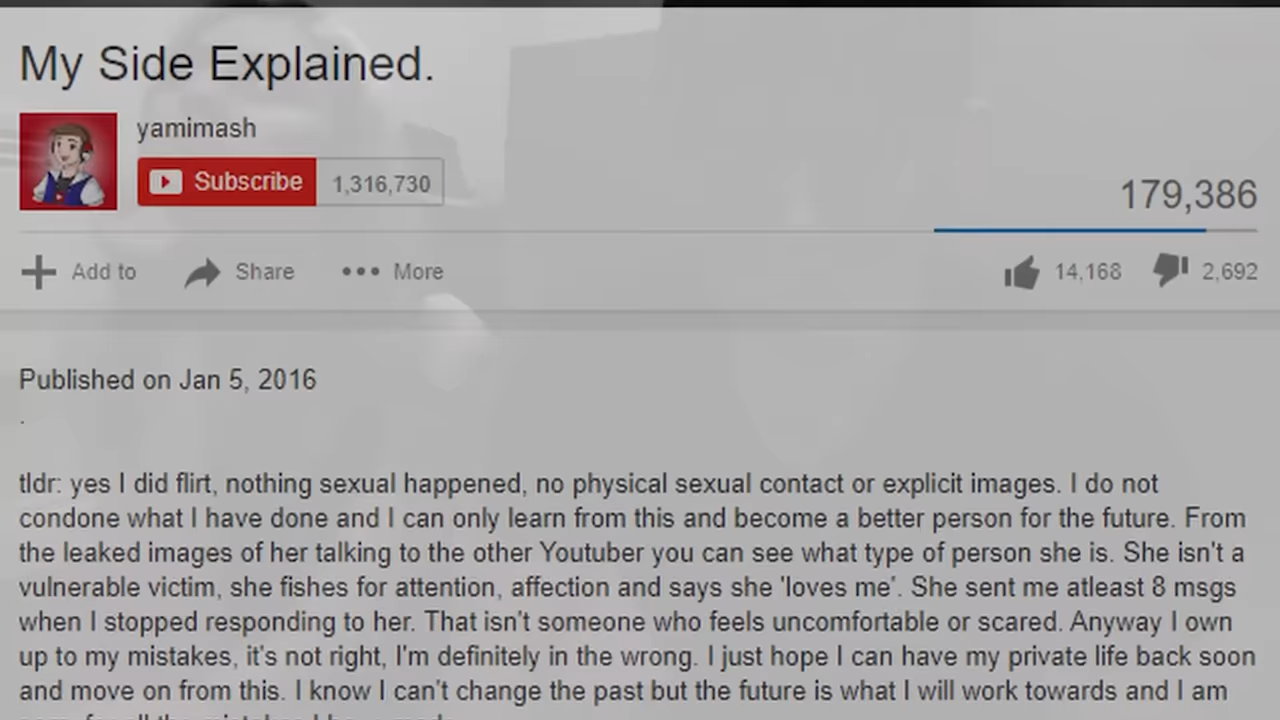 My Side Explained.
yamimash
Subscribe 1,316,730
179,386
Add to Share More 14,168 2,692
Published on Jan 5, 2016
.
tldr: yes I did flirt, nothing sexual happened, no physical sexual contact or explicit images. I do not
condone what I have done and I can only learn from this and become a better person for the future. From
the leaked images of her talking to the other Youtuber you can see what type of person she is. She isn't a
vulnerable victim, she fishes for attention, affection and says she 'loves me'. She sent me atleast 8 msgs
when I stopped responding to her. That isn't someone who feels uncomfortable or scared. Anyway I own
up to my mistakes, it's not right, I'm definitely in the wrong. I just hope I can have my private life back soon
and move on from this. I know I can't change the past but the future is what I will work towards and I am